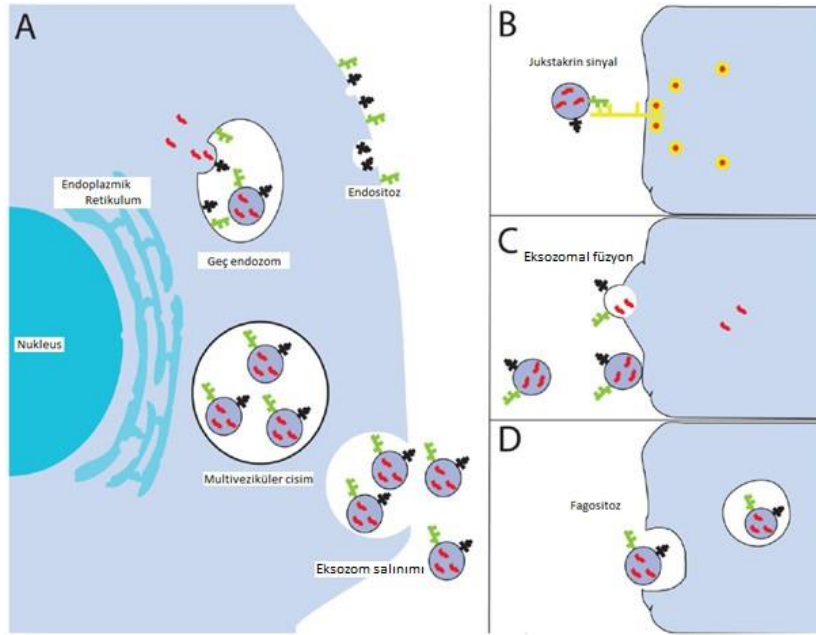 A
Endositoz
Endoplazmik
Retikulum
Geç endozom
Nukleus
Multiveziküler cisim
Eksozom salınımı
B
Jukstakrin sinyal
C
Eksozomal füzyon
D
Fagositoz